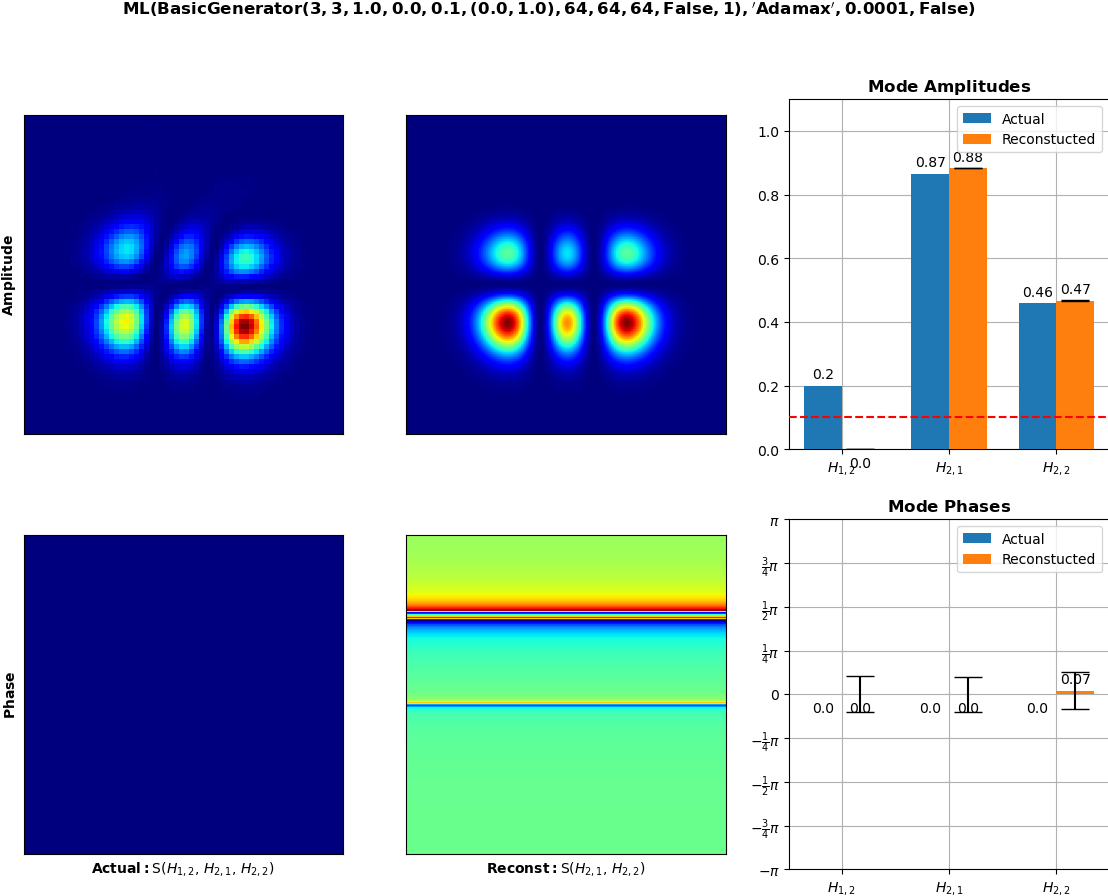 ML(BasicGenerator(3, 3, 1.0, 0.0, 0.1, (0.0, 1.0), 64, 64, 64, False, 1), ′Adamax′, 0.0001, False)
Mode Amplitudes
Amplitude
1.0
0.8
0.6
0.4
0.2
0.0
Actual
Reconstucted
0.2
0.0
0.87
0.88
0.46
0.47
H1,2
H2,1
H2,2
Mode Phases
Phase
π
3/4π
1/2π
1/4π
0
−1/4π
−1/2π
−3/4π
−π
Actual
Reconstucted
0.0
0.0
0.0
0.0
0.0
0.07
H1,2
H2,1
H2,2
Actual: S(H1,2, H2,1, H2,2)
Reconst: S(H2,1, H2,2)